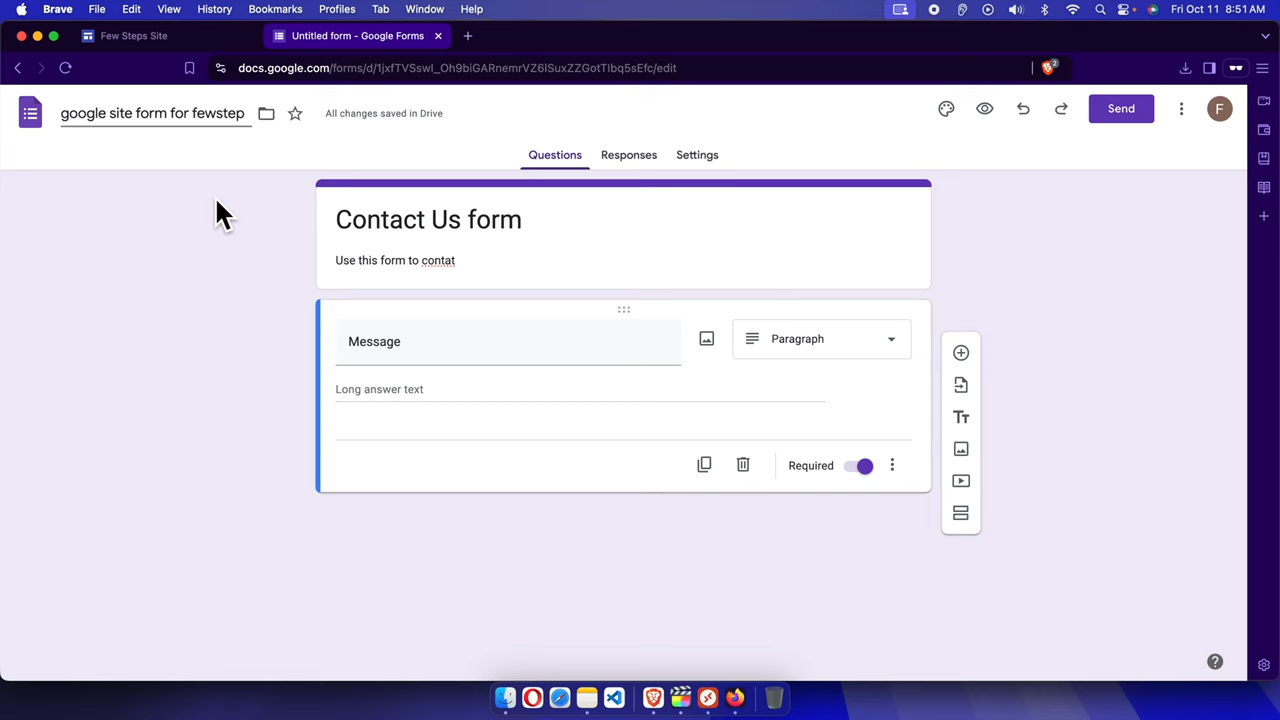 Brave File Edit View History Bookmarks Profiles Tab Window Help Fri Oct 11 8:51 AM
Few Steps Site Untitled form - Google Forms
docs.google.com/forms/d/1jxfTVSswI_Oh9biGARnemrVZ6lSuxZZGotTlbq5sEfc/edit 2
google site form for fewstep All changes saved in Drive Send F
Questions Responses Settings
Contact Us form
Use this form to contat
Message Paragraph
Long answer text
Required